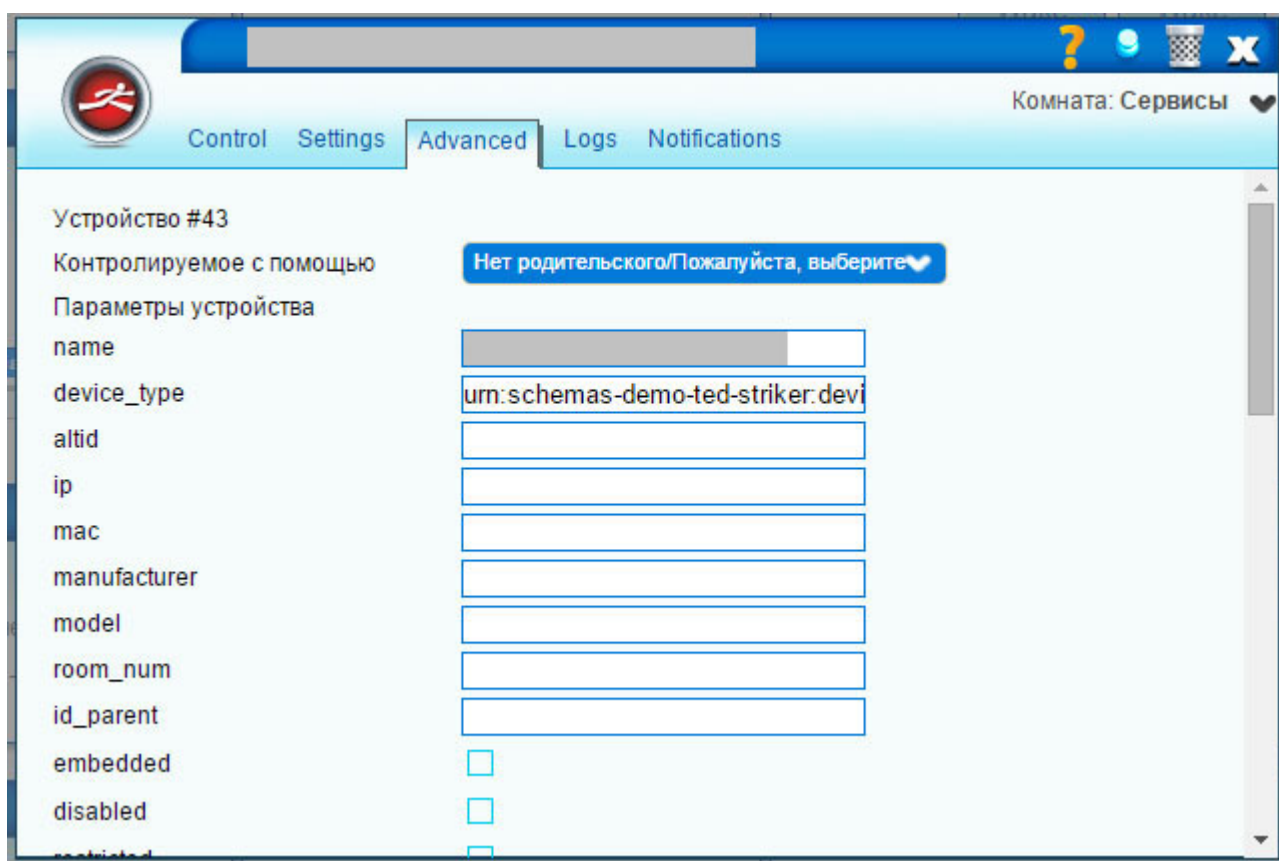 Комната: Сервисы
Control Settings Advanced Logs Notifications
Устройство #43
Контролируемое с помощью Нет родительского/Пожалуйста, выберите
Параметры устройства
name
device_type urn:schemas-demo-ted-striker:devi
altid
ip
mac
manufacturer
model
room_num
id_parent
embedded
disabled